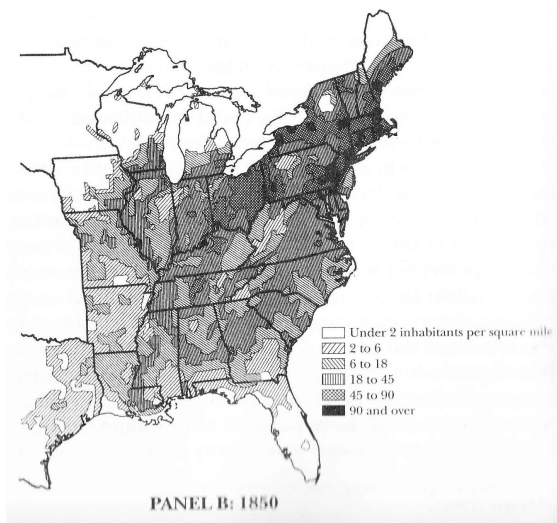 Under 2 inhabitants per square mile
2 to 6
6 to 18
18 to 45
45 to 90
90 and over
PANEL B: 1850